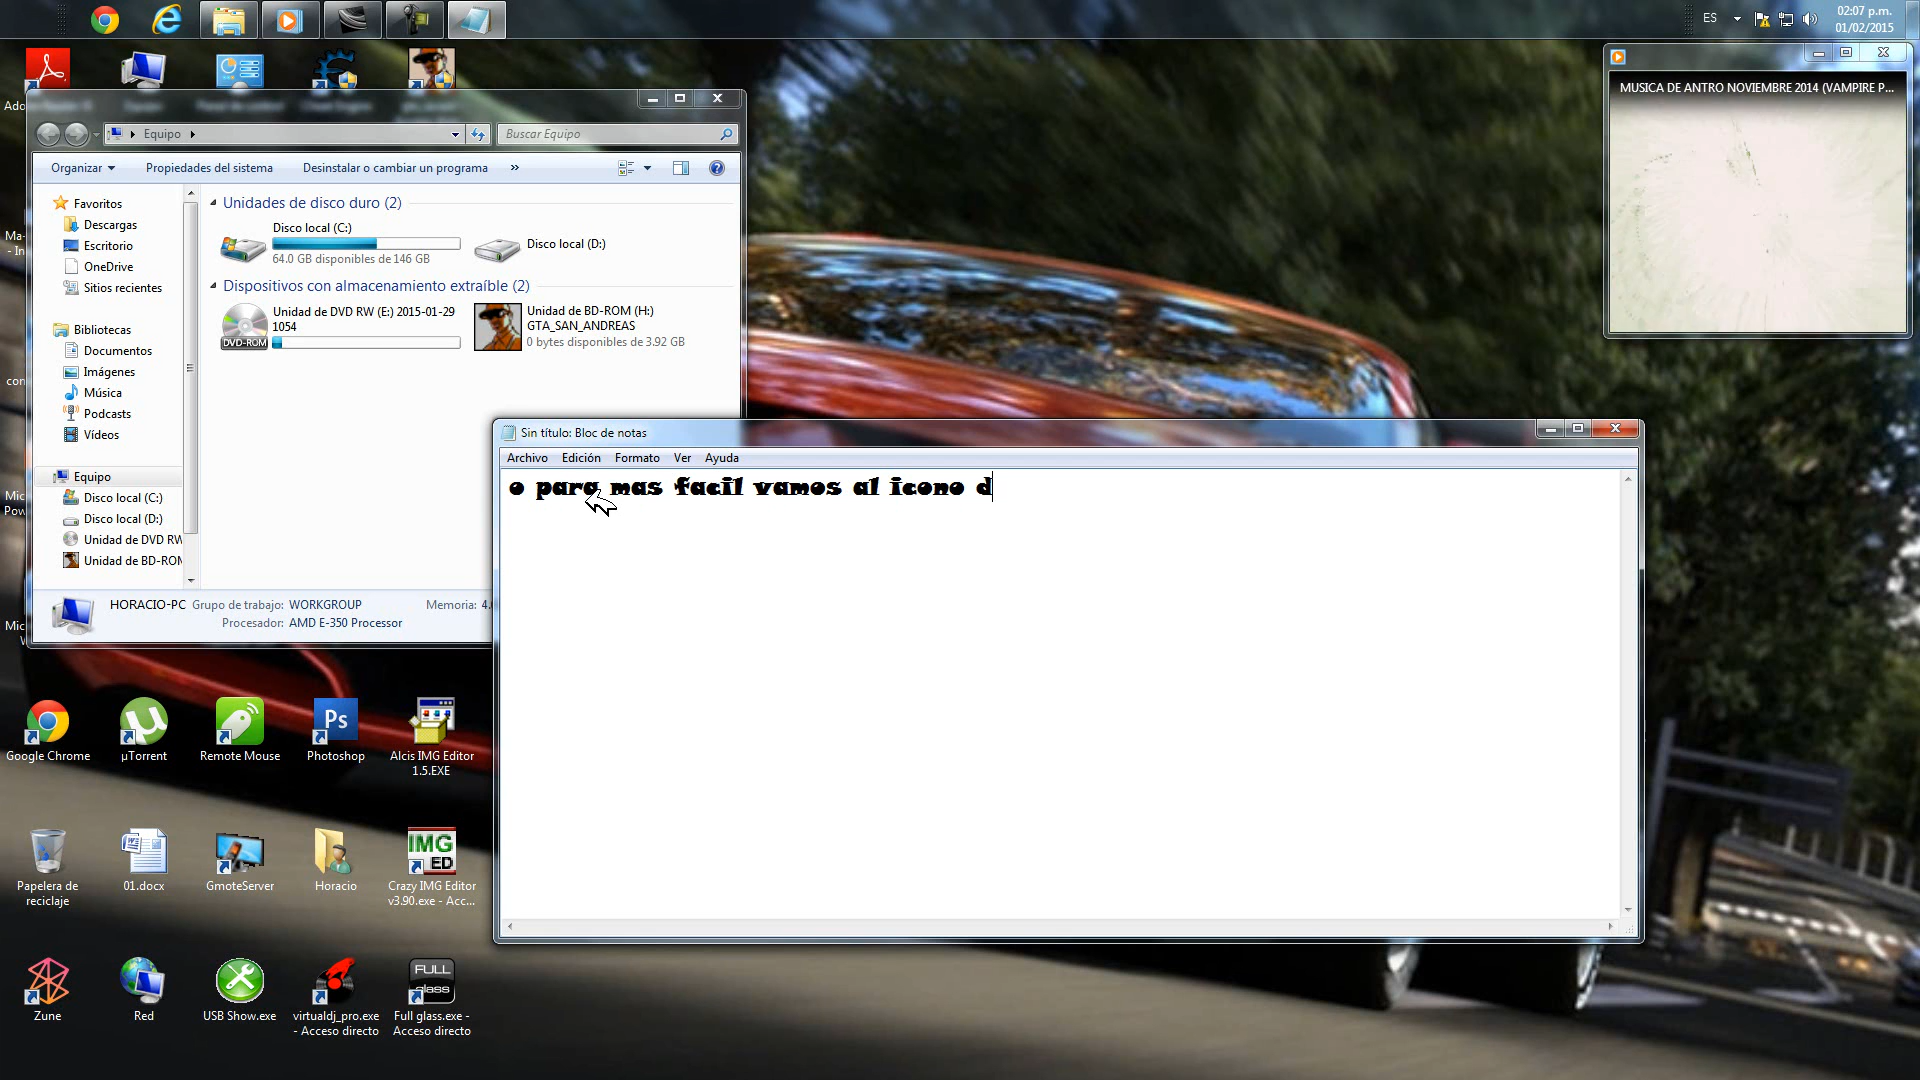 ES
02:07 p.m.
01/02/2015
MUSICA DE ANTRO NOVIEMBRE 2014 (VAMPIRE P...
Equipo
Buscar Equipo
Organizar
Propiedades del sistema
Desinstalar o cambiar un programa
»
Favoritos
Descargas
Escritorio
OneDrive
Sitios recientes
Bibliotecas
Documentos
Imágenes
Música
Podcasts
Vídeos
Equipo
Disco local (C:)
Disco local (D:)
Unidad de DVD RW
Unidad de BD-ROM
Unidades de disco duro (2)
Disco local (C:)
64.0 GB disponibles de 146 GB
Disco local (D:)
Dispositivos con almacenamiento extraíble (2)
Unidad de DVD RW (E:) 2015-01-29
1054
DVD-ROM
Unidad de BD-ROM (H:)
GTA_SAN_ANDREAS
0 bytes disponibles de 3.92 GB
HORACIO-PC Grupo de trabajo: WORKGROUP
Memoria: 4.
Procesador: AMD E-350 Processor
Sin título: Bloc de notas
Archivo Edición Formato Ver Ayuda
o para mas facil vamos al icono d
Google Chrome
µTorrent
Remote Mouse
Ps
Photoshop
Alcis IMG Editor
1.5.EXE
Papelera de
reciclaje
01.docx
GmoteServer
Horacio
IMG
ED
Crazy IMG Editor
v3.90.exe - Acc...
Zune
Red
USB Show.exe
virtualdj_pro.exe
- Acceso directo
FULL
glass
Full glass.exe -
Acceso directo